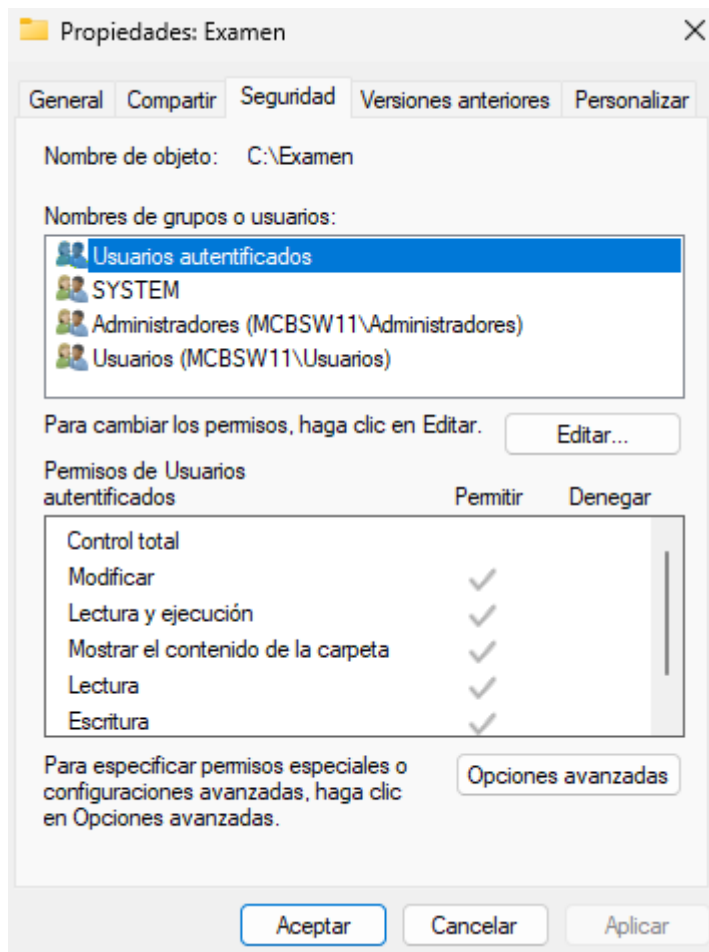 Propiedades: Examen
General Compartir Seguridad Versiones anteriores Personalizar
Nombre de objeto: C:\Examen
Nombres de grupos o usuarios:
Usuarios autentificados
SYSTEM
Administradores (MCBSW11\Administradores)
Usuarios (MCBSW11\Usuarios)
Para cambiar los permisos, haga clic en Editar. Editar...
Permisos de Usuarios
autentificados Permitir Denegar
Control total
Modificar
Lectura y ejecución
Mostrar el contenido de la carpeta
Lectura
Escritura
Para especificar permisos especiales o
configuraciones avanzadas, haga clic
en Opciones avanzadas.
Opciones avanzadas
Aceptar Cancelar Aplicar